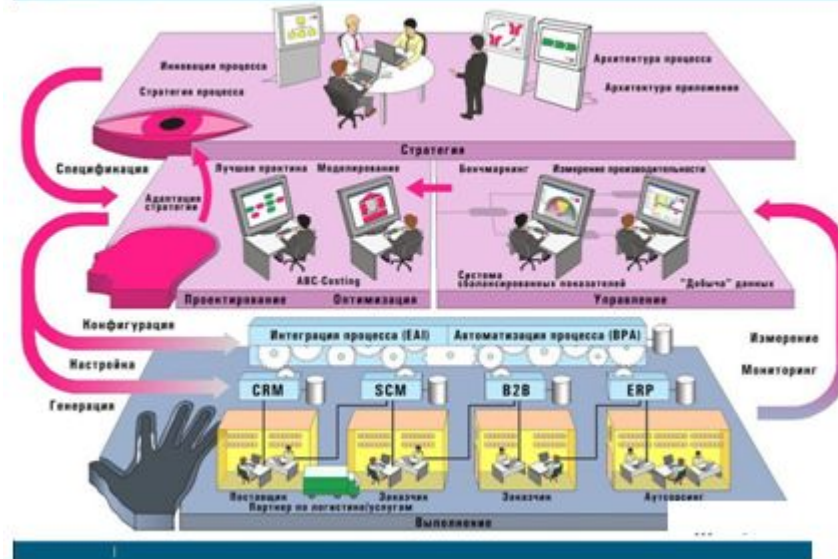 Инновация процесса
Стратегия процесса
Архитектура процесса
Архитектура приложения
Стратегия
Спецификация
Адаптация
стратегии
Лучшая практика
Моделирование
Бенчмаркинг
Измерение производительности
ABC-Costing
Система
сбалансированных показателей
"Добыча" данных
Проектирование
Оптимизация
Управление
Конфигурация
Настройка
Генерация
Интеграция процесса (EAI)
Автоматизация процесса (BPA)
Измерение
Мониторинг
CRM
SCM
B2B
ERP
Поставщик
Заказчик
Заказчик
Аутсорсинг
Партнер по логистике/услугам
Выполнение